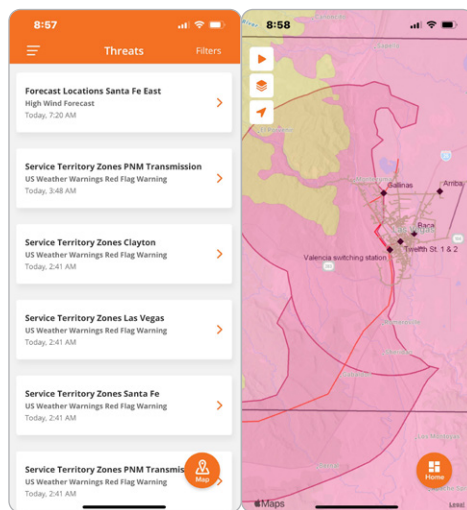 8:57
Threats
Filters
Forecast Locations Santa Fe East
High Wind Forecast
Today, 7:20 AM
Service Territory Zones PNM Transmission
US Weather Warnings Red Flag Warning
Today, 3:48 AM
Service Territory Zones Clayton
US Weather Warnings Red Flag Warning
Today, 2:41 AM
Service Territory Zones Las Vegas
US Weather Warnings Red Flag Warning
Today, 2:41 AM
Service Territory Zones Santa Fe
US Weather Warnings Red Flag Warning
Today, 2:41 AM
Service Territory Zones PNM Transmis
US Weather Warnings Red Flag Warning
Today, 2:41 AM
Map
8:58
Gallinas
Arriba
Baca
Twelfth St. 1 & 2
Valencia switching station
Home
Maps
Legal